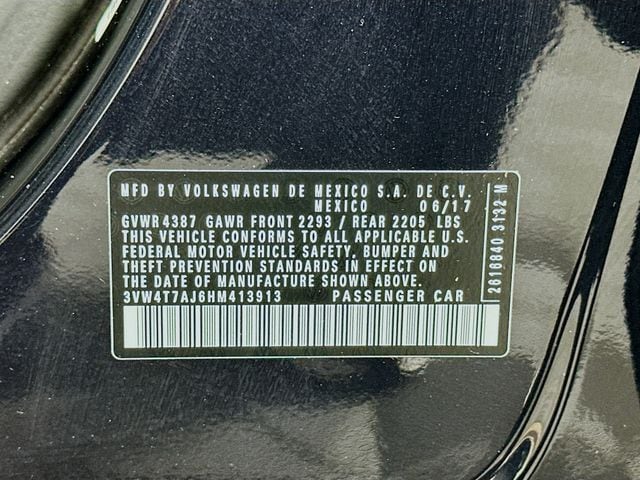 MFD BY VOLKSWAGEN DE MEXICO S.A. DE C.V.
MEXICO 06/17
GVWR 4387 GAWR FRONT 2293 / REAR 2205 LBS
THIS VEHICLE CONFORMS TO ALL APPLICABLE U.S.
FEDERAL MOTOR VEHICLE SAFETY, BUMPER AND
THEFT PREVENTION STANDARDS IN EFFECT ON
THE DATE OF MANUFACTURE SHOWN ABOVE.
3VW4T7AJ6HM413913 PASSENGER CAR
2616840 3132 M